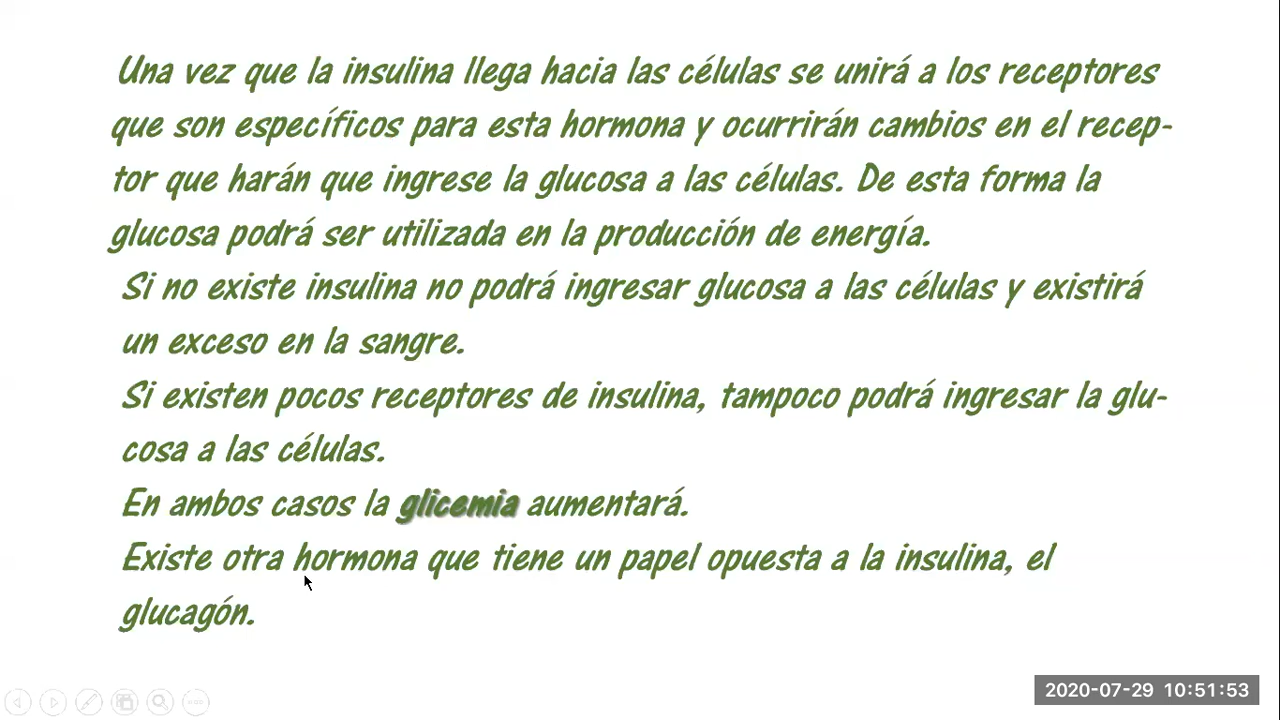 Una vez que la insulina llega hacia las células se unirá a los receptores
que son específicos para esta hormona y ocurrirán cambios en el recep-
tor que harán que ingrese la glucosa a las células. De esta forma la
glucosa podrá ser utilizada en la producción de energía.
Si no existe insulina no podrá ingresar glucosa a las células y existirá
un exceso en la sangre.
Si existen pocos receptores de insulina, tampoco podrá ingresar la glu-
cosa a las células.
En ambos casos la glicemia aumentará.
Existe otra hormona que tiene un papel opuesta a la insulina, el
glucagón.
2020-07-29 10:51:53